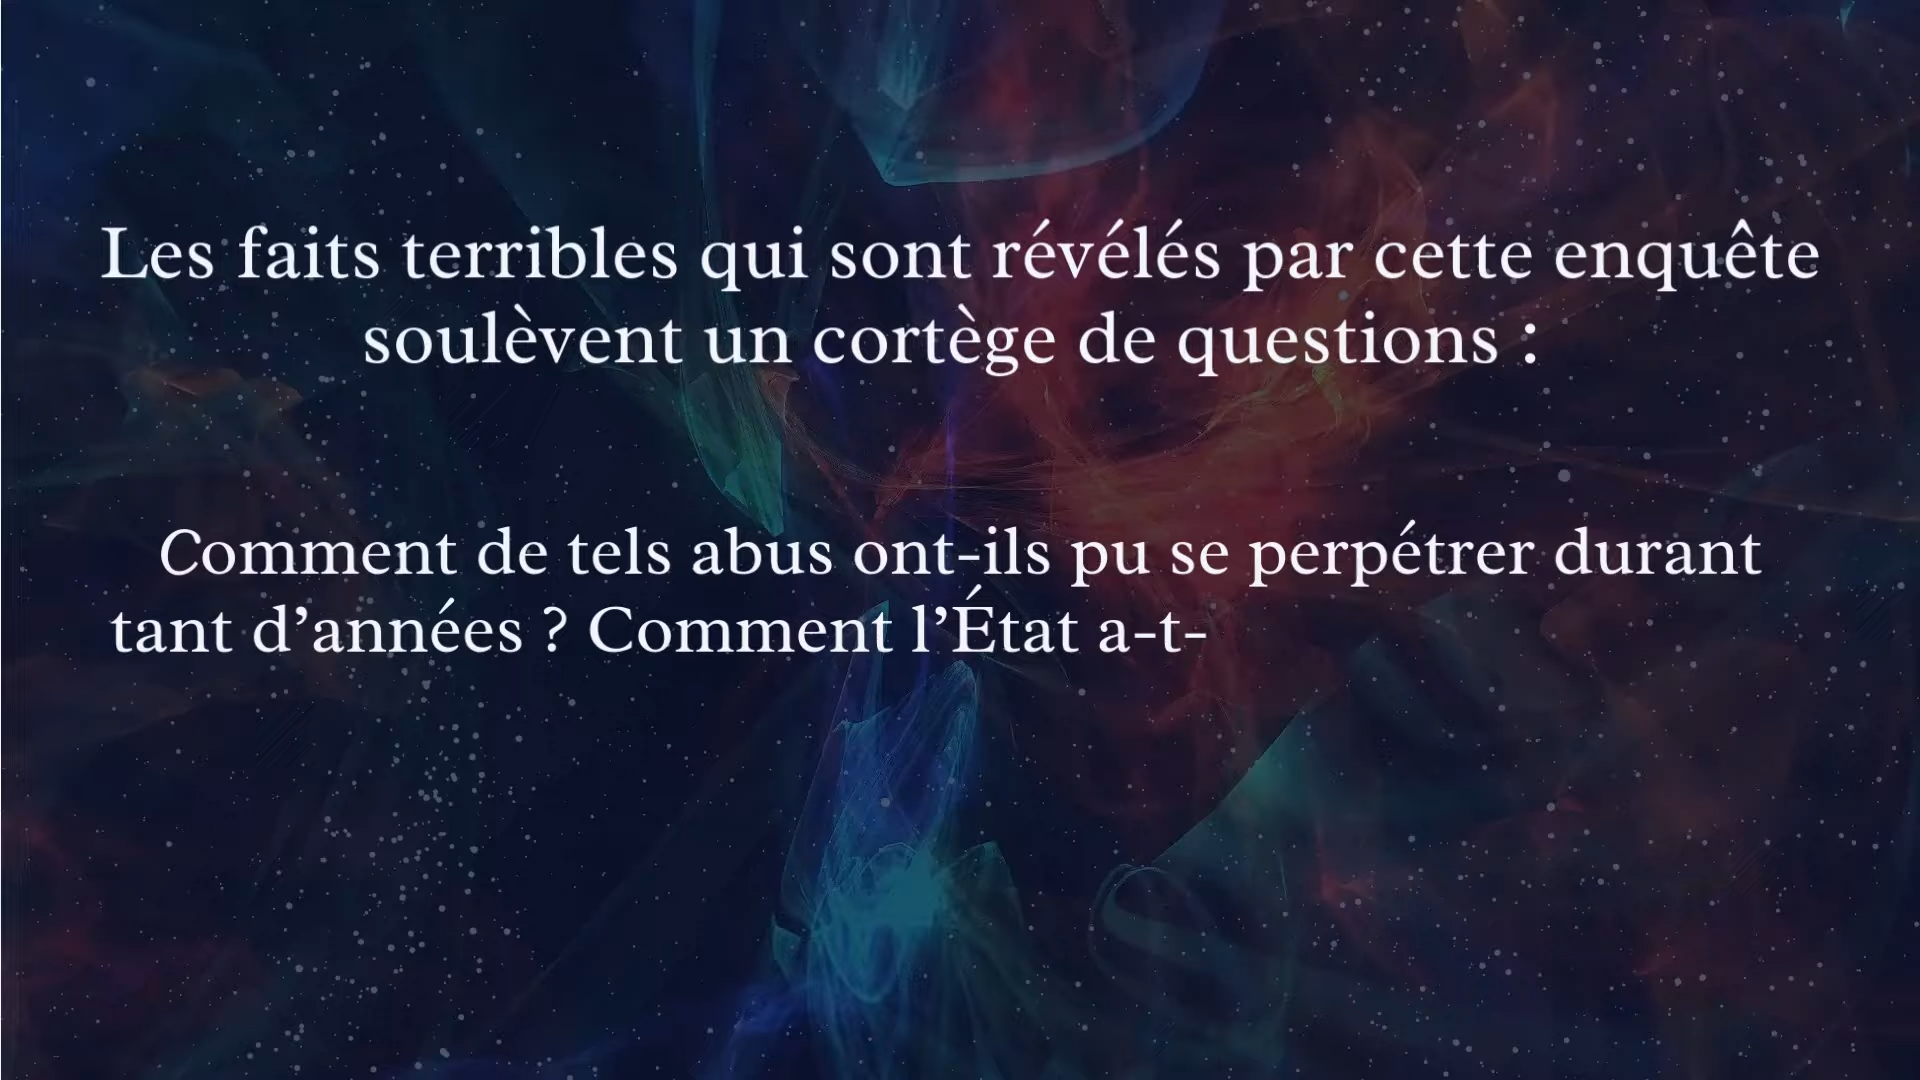 Les faits terribles qui sont révélés par cette enquête
soulèvent un cortège de questions :
Comment de tels abus ont-ils pu se perpétrer durant
tant d’années ? Comment l’État a-t-